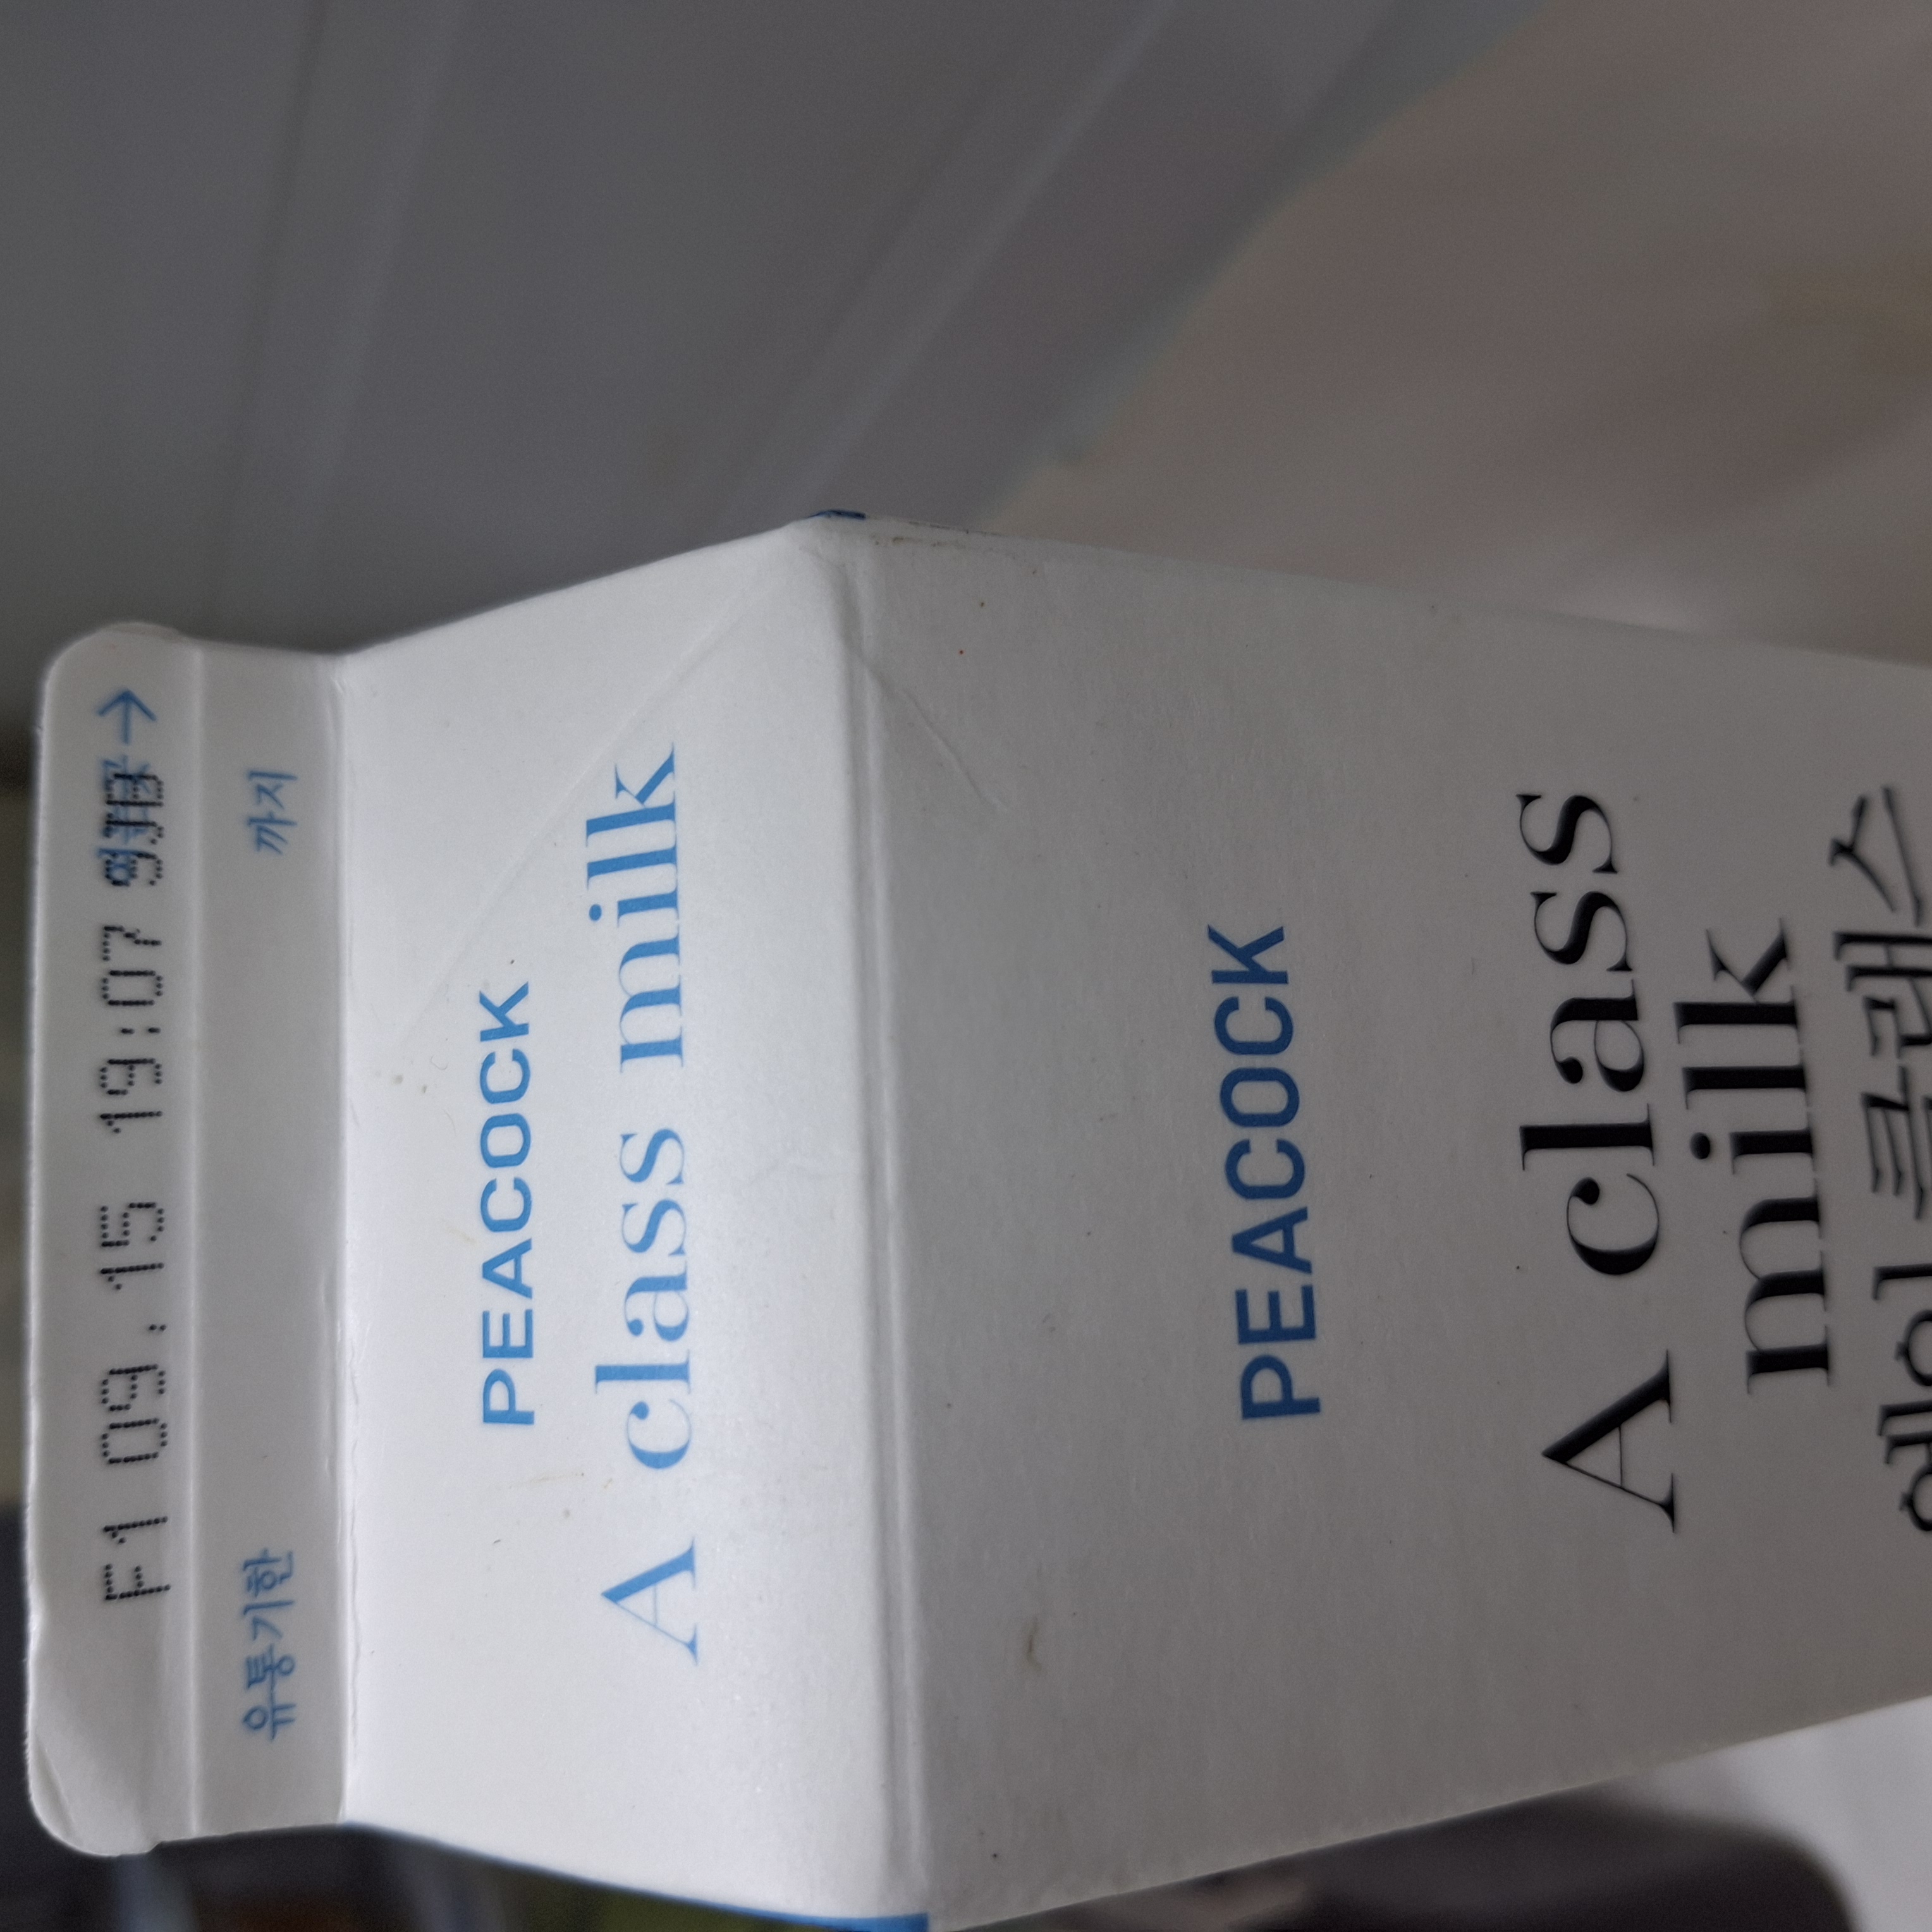 F1 09.15 19:07
유통기한 까지
PEACOCK
A class milk
PEACOCK
A class
milk
에이 클래스